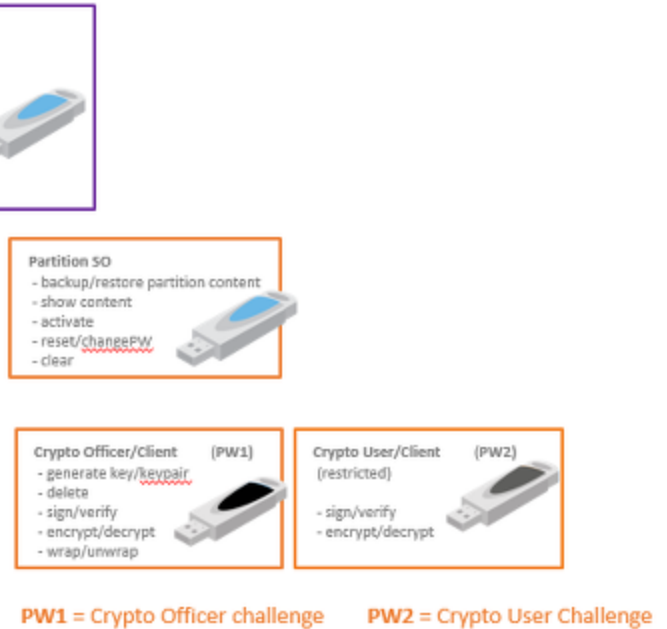 Partition SO
- backup/restore partition content
- show content
- activate
- reset/changePW
- clear
Crypto Officer/Client (PW1)
- generate key/keypair
- delete
- sign/verify
- encrypt/decrypt
- wrap/unwrap
Crypto User/Client (PW2)
(restricted)
- sign/verify
- encrypt/decrypt
PW1 = Crypto Officer challenge
PW2 = Crypto User Challenge